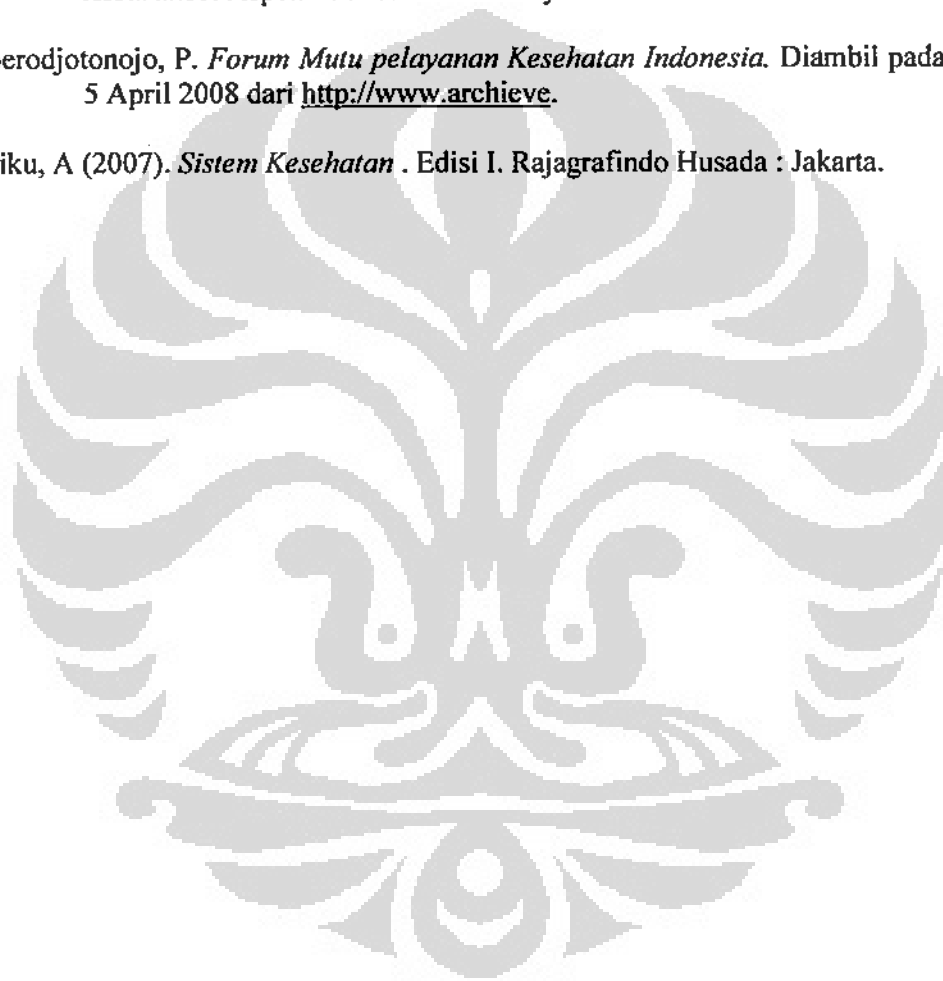 erodjotonojo, P. Forum Mutu pelayanan Kesehatan Indonesia. Diambil pada
5 April 2008 dari http://www.archieve.
iku, A (2007). Sistem Kesehatan . Edisi I. Rajagrafindo Husada : Jakarta.